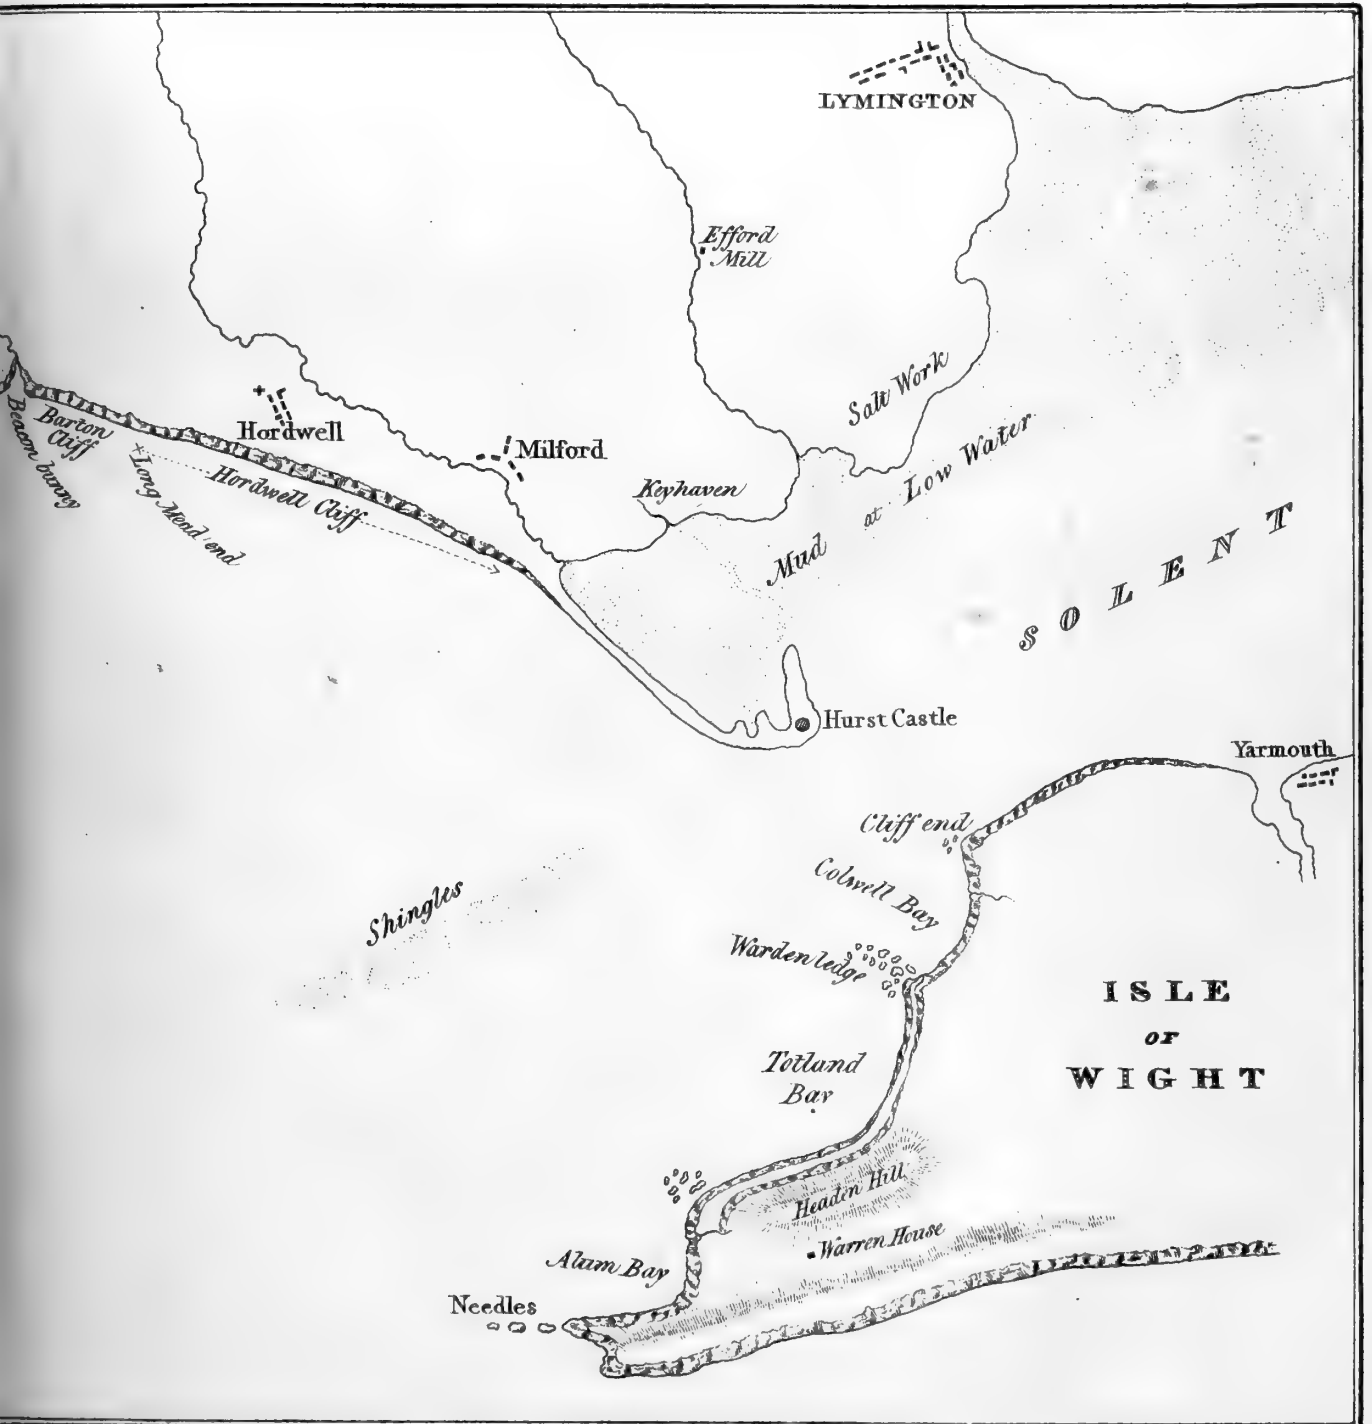 LYMINGTON
Efford
Mill
Salt Work
Beacon bunny
Barton
Cliff
Long Mead end
Hordwell
Hordwell Cliff
Milford
Keyhaven
Mud at Low Water
SOLENT
Hurst Castle
Yarmouth
Cliff end
Colwell Bay
Shingles
Warden ledge
ISLE
OF
WIGHT
Totland
Bay
Headen Hill
Warren House
Alum Bay
Needles